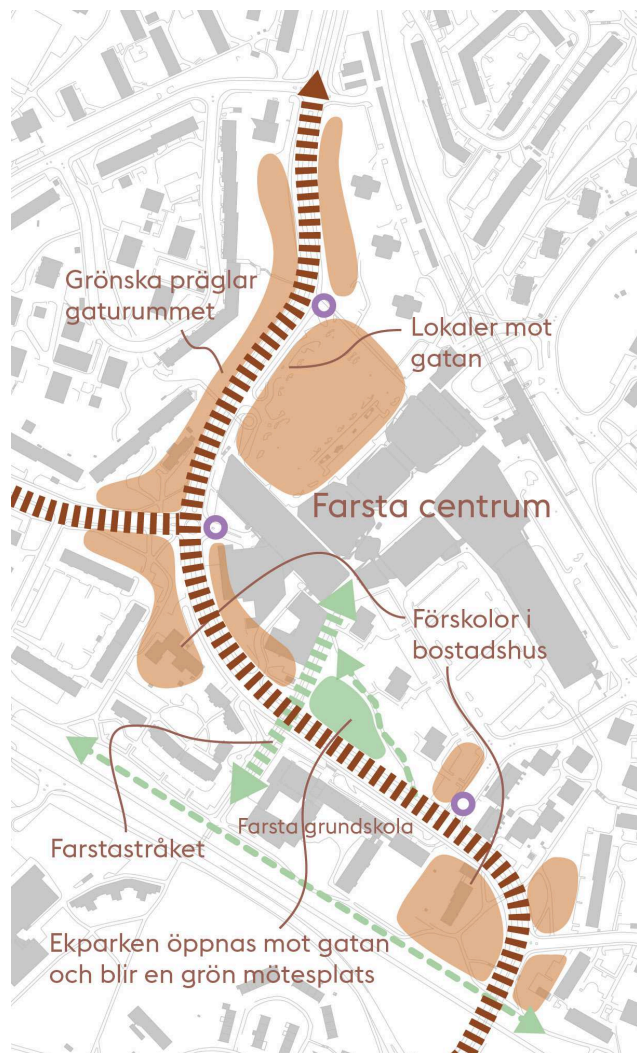 Grönska präglar
gaturummet
Lokaler mot
gatan
Farsta centrum
Förskolor i
bostadshus
Farsta grundskola
Farstastråket
Ekparken öppnas mot gatan
och blir en grön mötesplats